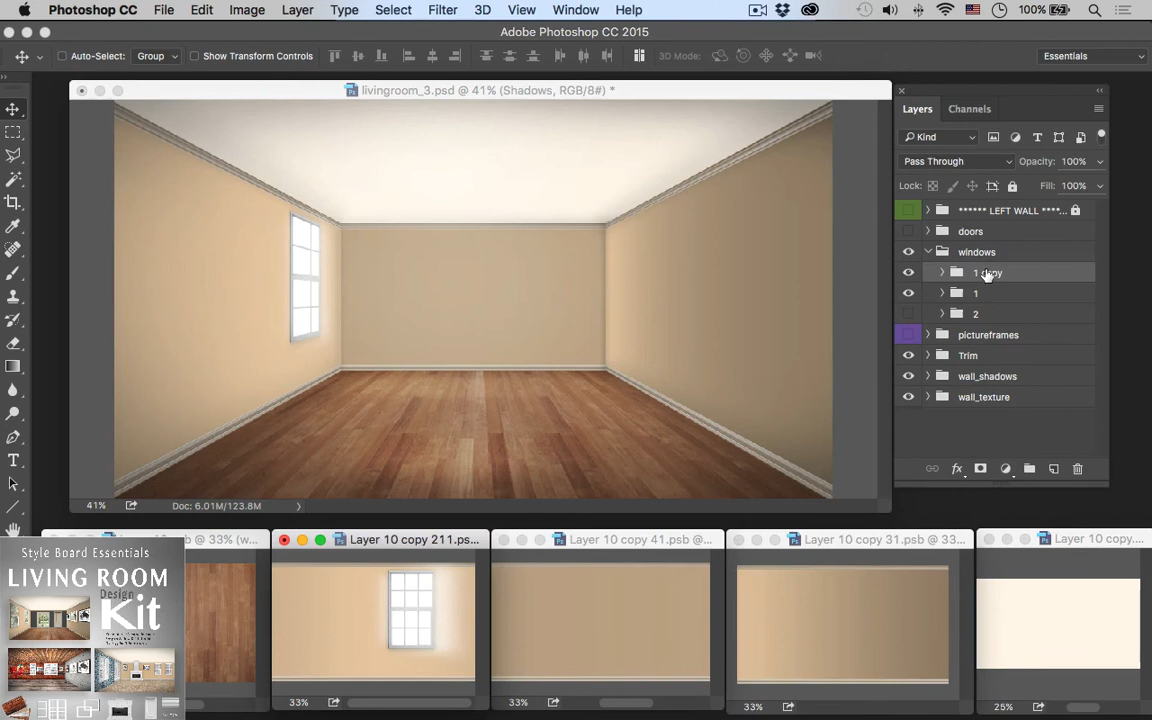 Photoshop CC File Edit Image Layer Type Select Filter 3D View Window Help 100%
Adobe Photoshop CC 2015
Auto-Select: Group Show Transform Controls 3D Mode: Essentials
livingroom_3.psd @ 41% (Shadows, RGB/8#) *
Layers Channels
Kind
Pass Through Opacity: 100%
Lock: Fill: 100%
****** LEFT WALL ****...
doors
windows
1 copy
1
2
pictureframes
Trim
wall_shadows
wall_texture
fx
41% Doc: 6.01M/123.8M
.psb @ 33% (w...
Layer 10 copy 211.ps...
Layer 10 copy 41.psb @...
Layer 10 copy 31.psb @ 33...
Layer 10 copy....
Style Board Essentials
LIVING ROOM
Design
Kit
33%
33%
33%
25%